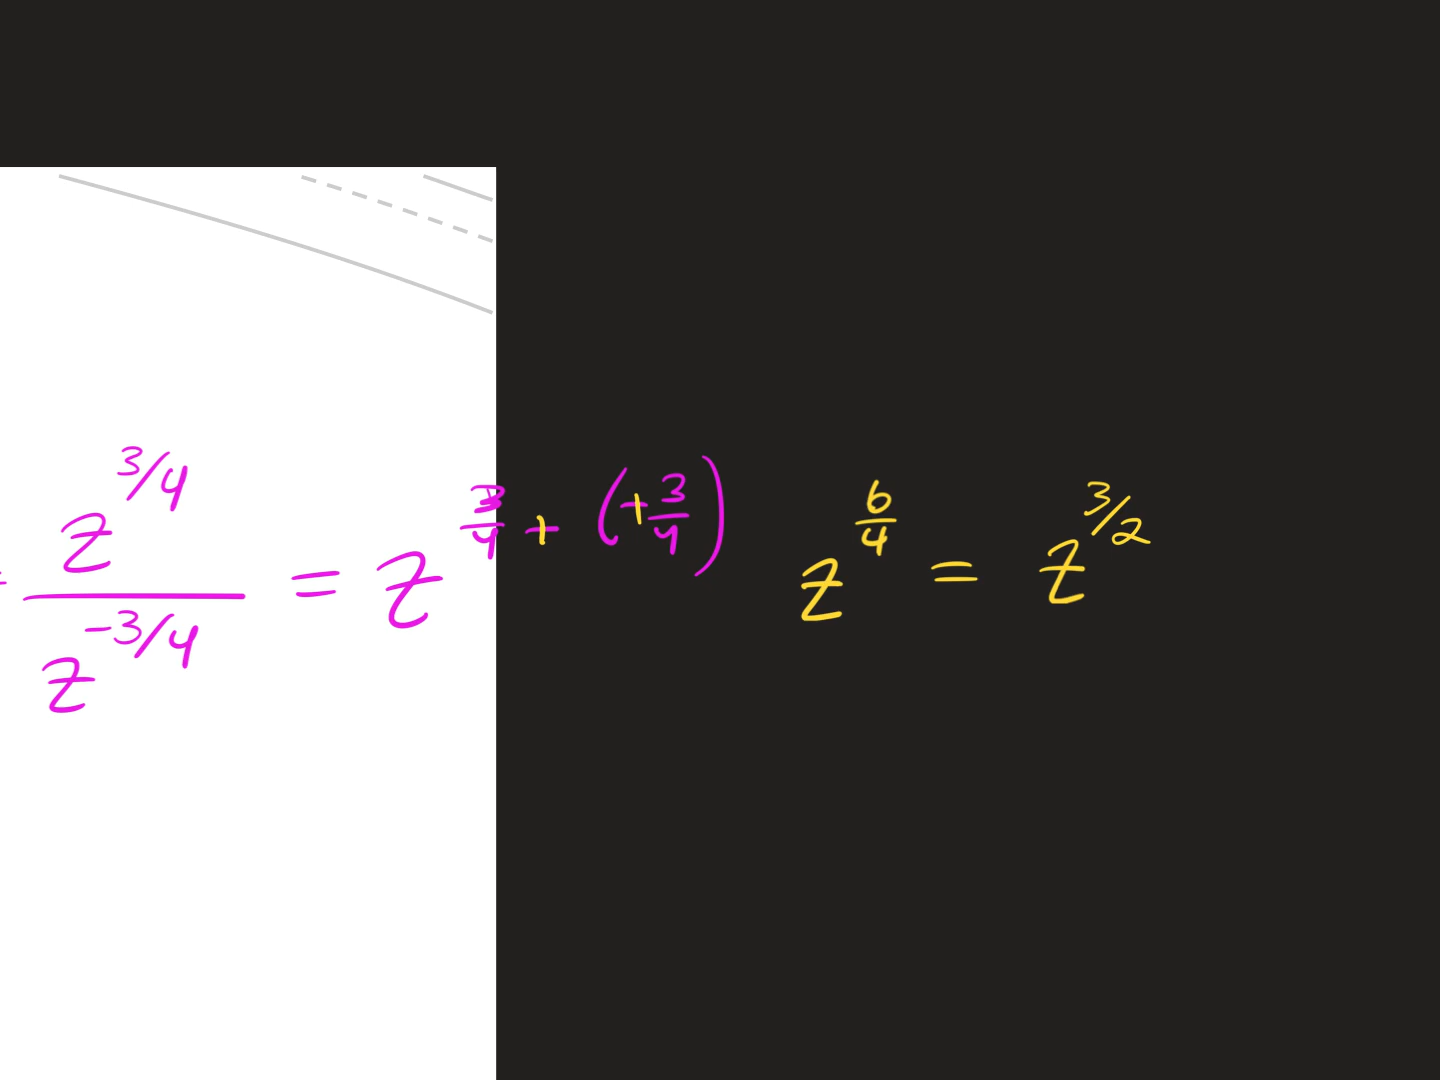 z^{3/4} / z^{-3/4} = z^{3/4 + (+3/4)} z^{6/4} = z^{3/2}